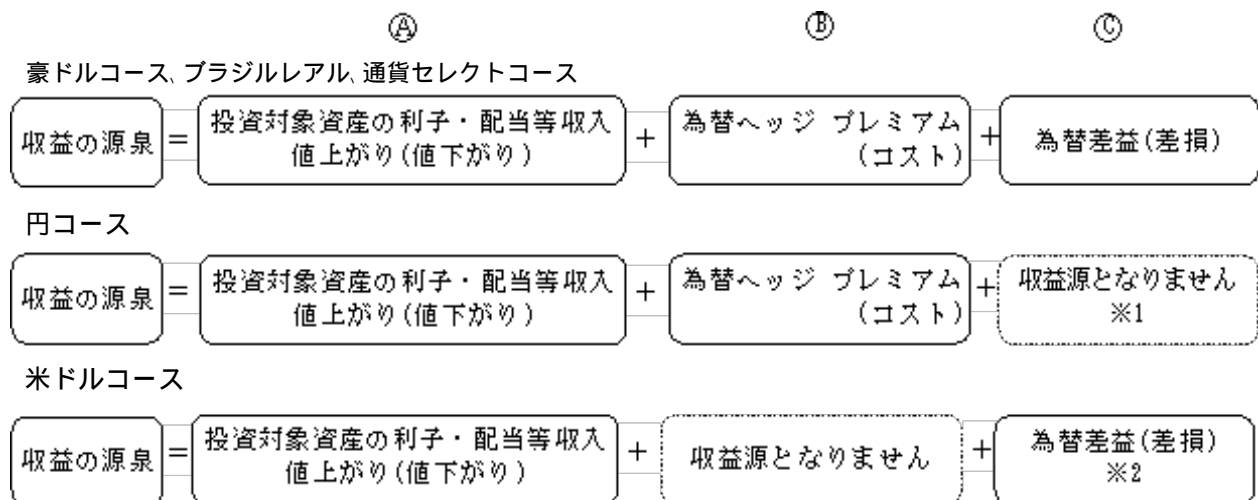 Ⓐ Ⓑ Ⓒ
豪ドルコース、ブラジルレアル、通貨セレクトコース
収益の源泉 = 投資対象資産の利子・配当等収入 値上がり(値下がり) + 為替ヘッジ プレミアム (コスト) + 為替差益(差損)
円コース
収益の源泉 = 投資対象資産の利子・配当等収入 値上がり(値下がり) + 為替ヘッジ プレミアム (コスト) + 収益源となりません ※1
米ドルコース
収益の源泉 = 投資対象資産の利子・配当等収入 値上がり(値下がり) + 収益源となりません + 為替差益(差損) ※2